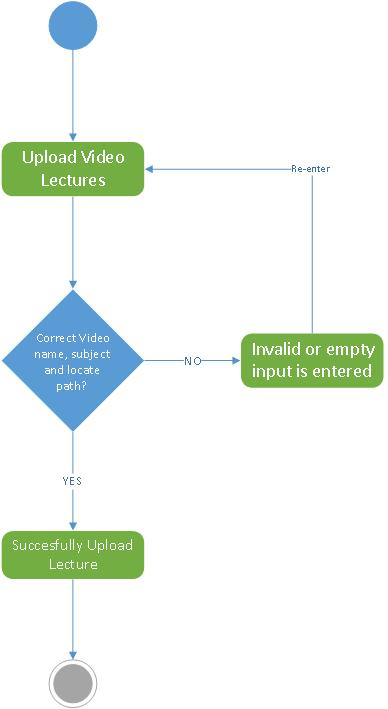 Upload Video
Lectures
Re-enter
Correct Video
name, subject
and locate
path?
NO
Invalid or empty
input is entered
YES
Succesfully Upload
Lecture